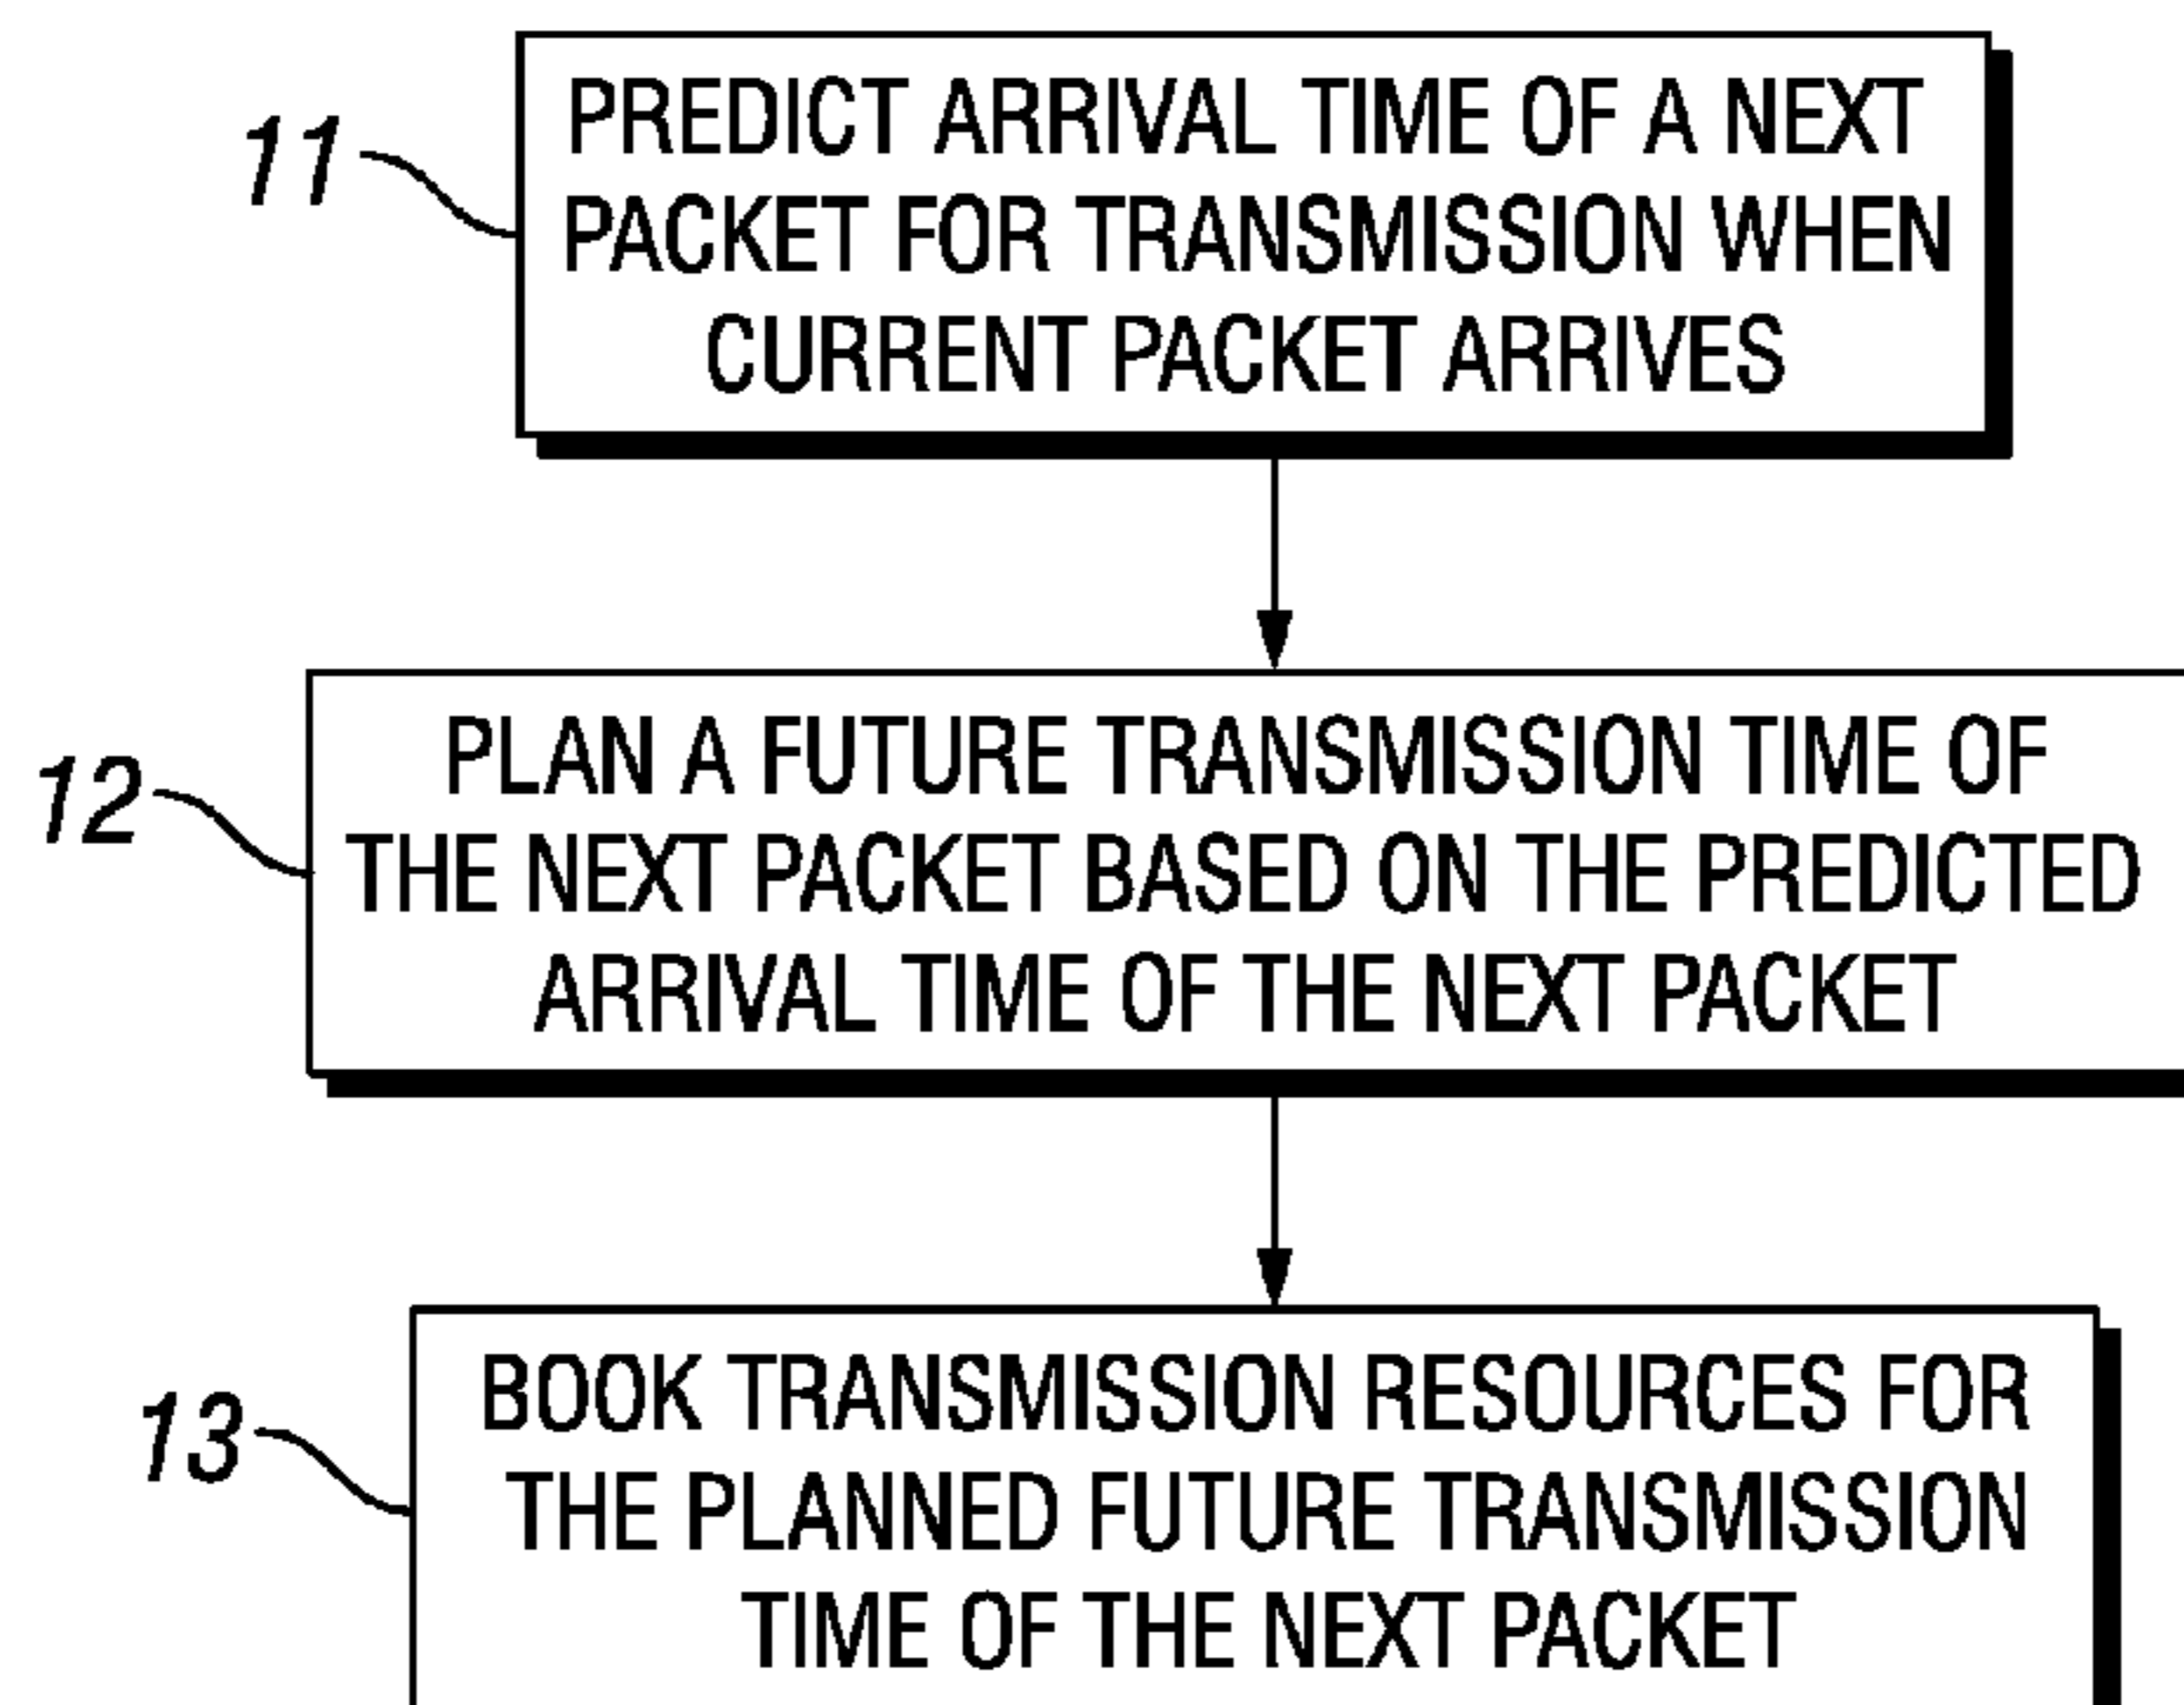 11
PREDICT ARRIVAL TIME OF A NEXT
PACKET FOR TRANSMISSION WHEN
CURRENT PACKET ARRIVES
12
PLAN A FUTURE TRANSMISSION TIME OF
THE NEXT PACKET BASED ON THE PREDICTED
ARRIVAL TIME OF THE NEXT PACKET
13
BOOK TRANSMISSION RESOURCES FOR
THE PLANNED FUTURE TRANSMISSION
TIME OF THE NEXT PACKET